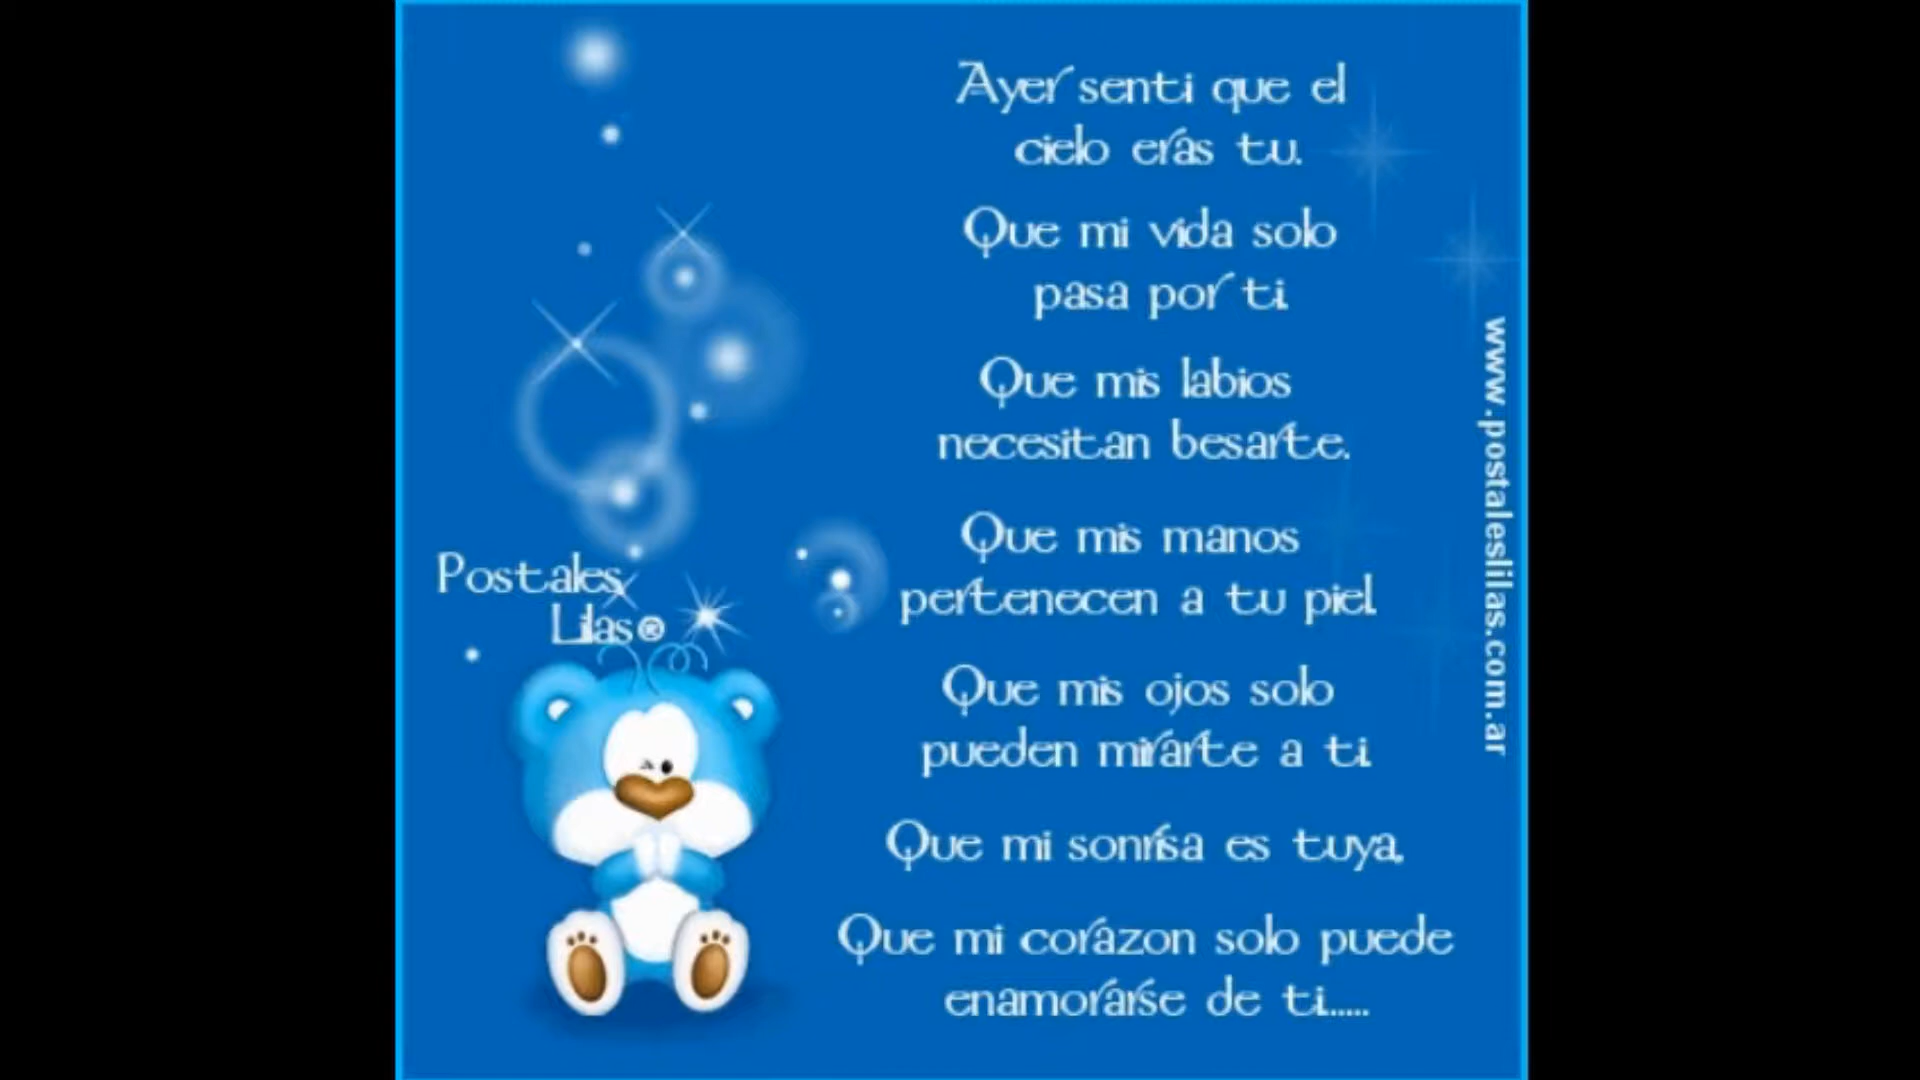 Ayer senti que el
cielo eras tu.
Que mi vida solo
pasa por ti.
Que mis labios
necesitan besarte.
Que mis manos
pertenecen a tu piel.
Que mis ojos solo
pueden mirarte a ti.
Que mi sonrisa es tuya,
Que mi corazon solo puede
enamorarse de ti.....
Postales
Lilas®
www.postaleslilas.com.ar